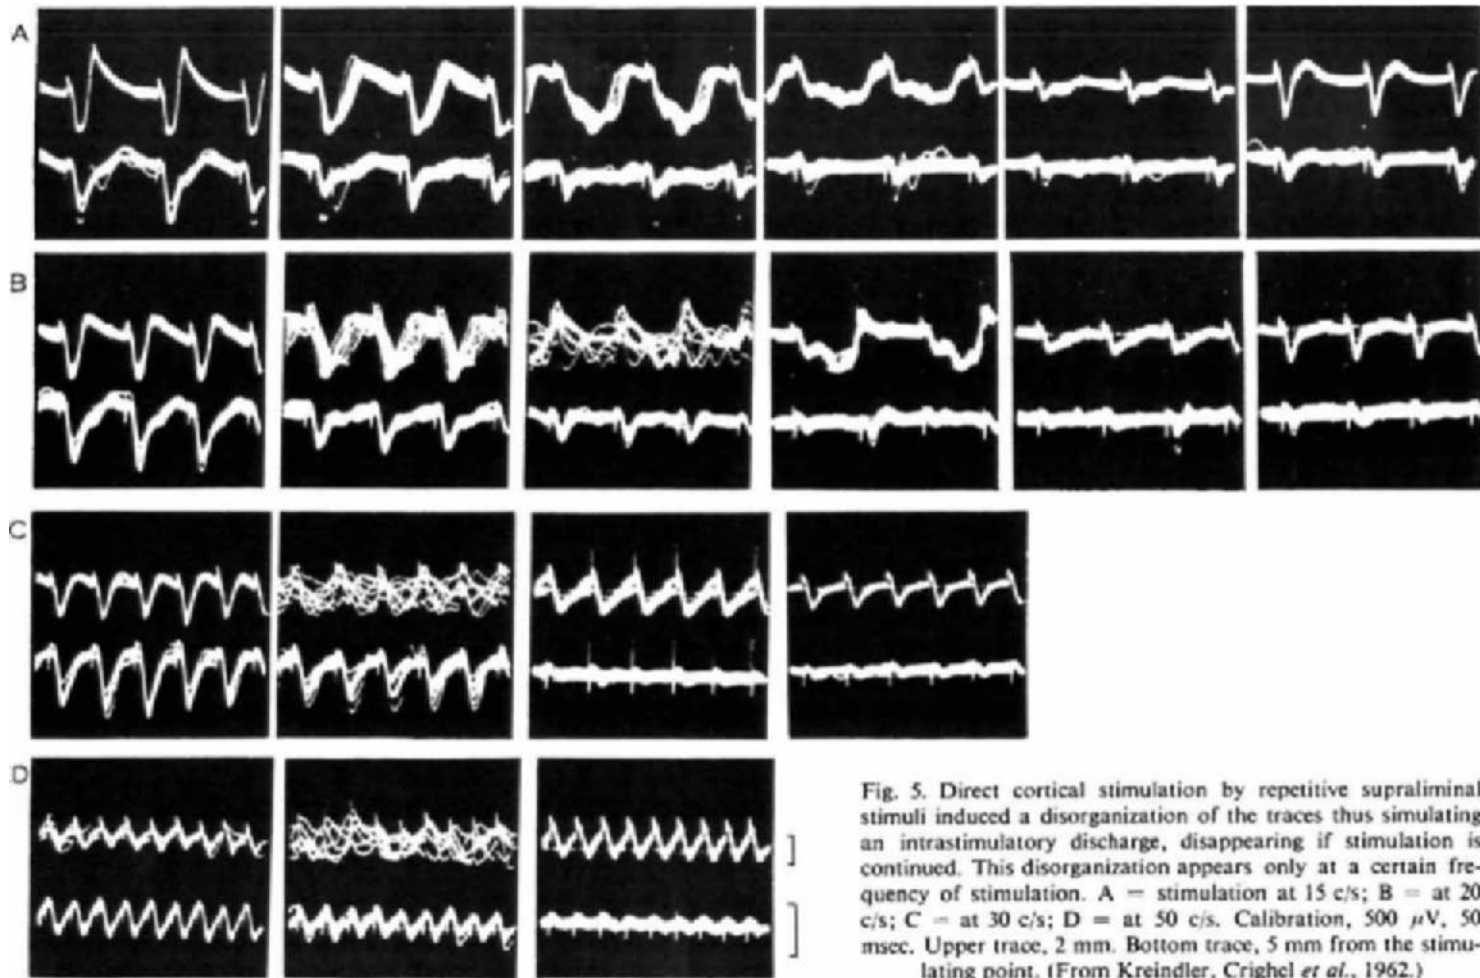 A
B
C
D
Fig. 5. Direct cortical stimulation by repetitive supraliminal
stimuli induced a disorganization of the traces thus simulating
an intrastimulatory discharge, disappearing if stimulation is
continued. This disorganization appears only at a certain fre-
quency of stimulation. A = stimulation at 15 c/s; B = at 20
c/s; C = at 30 c/s; D = at 50 c/s. Calibration, 500 μV, 50
msec. Upper trace, 2 mm. Bottom trace, 5 mm from the stimu-
lating point. (From Kreindler, Crighel et al., 1962.)